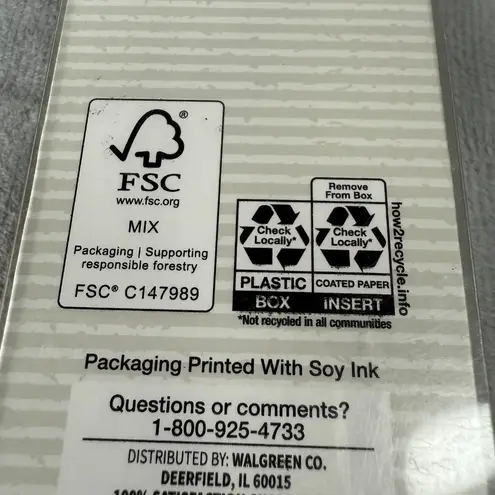 ®
FSC
www.fsc.org
MIX
Packaging | Supporting
responsible forestry
FSC® C147989
Remove
From Box
Check
Locally*
Check
Locally*
PLASTIC
COATED PAPER
BOX
INSERT
*Not recycled in all communities
how2recycle.info
Packaging Printed With Soy Ink
Questions or comments?
1-800-925-4733
DISTRIBUTED BY: WALGREEN CO.
DEERFIELD, IL 60015
100% SATISFACTION